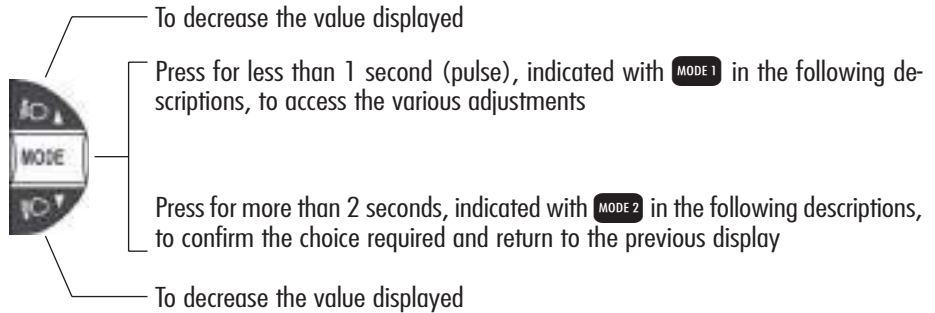 To decrease the value displayed
Press for less than 1 second (pulse), indicated with MODE 1 in the following de-
scriptions, to access the various adjustments
MODE
Press for more than 2 seconds, indicated with MODE 2 in the following descriptions,
to confirm the choice required and return to the previous display
To decrease the value displayed